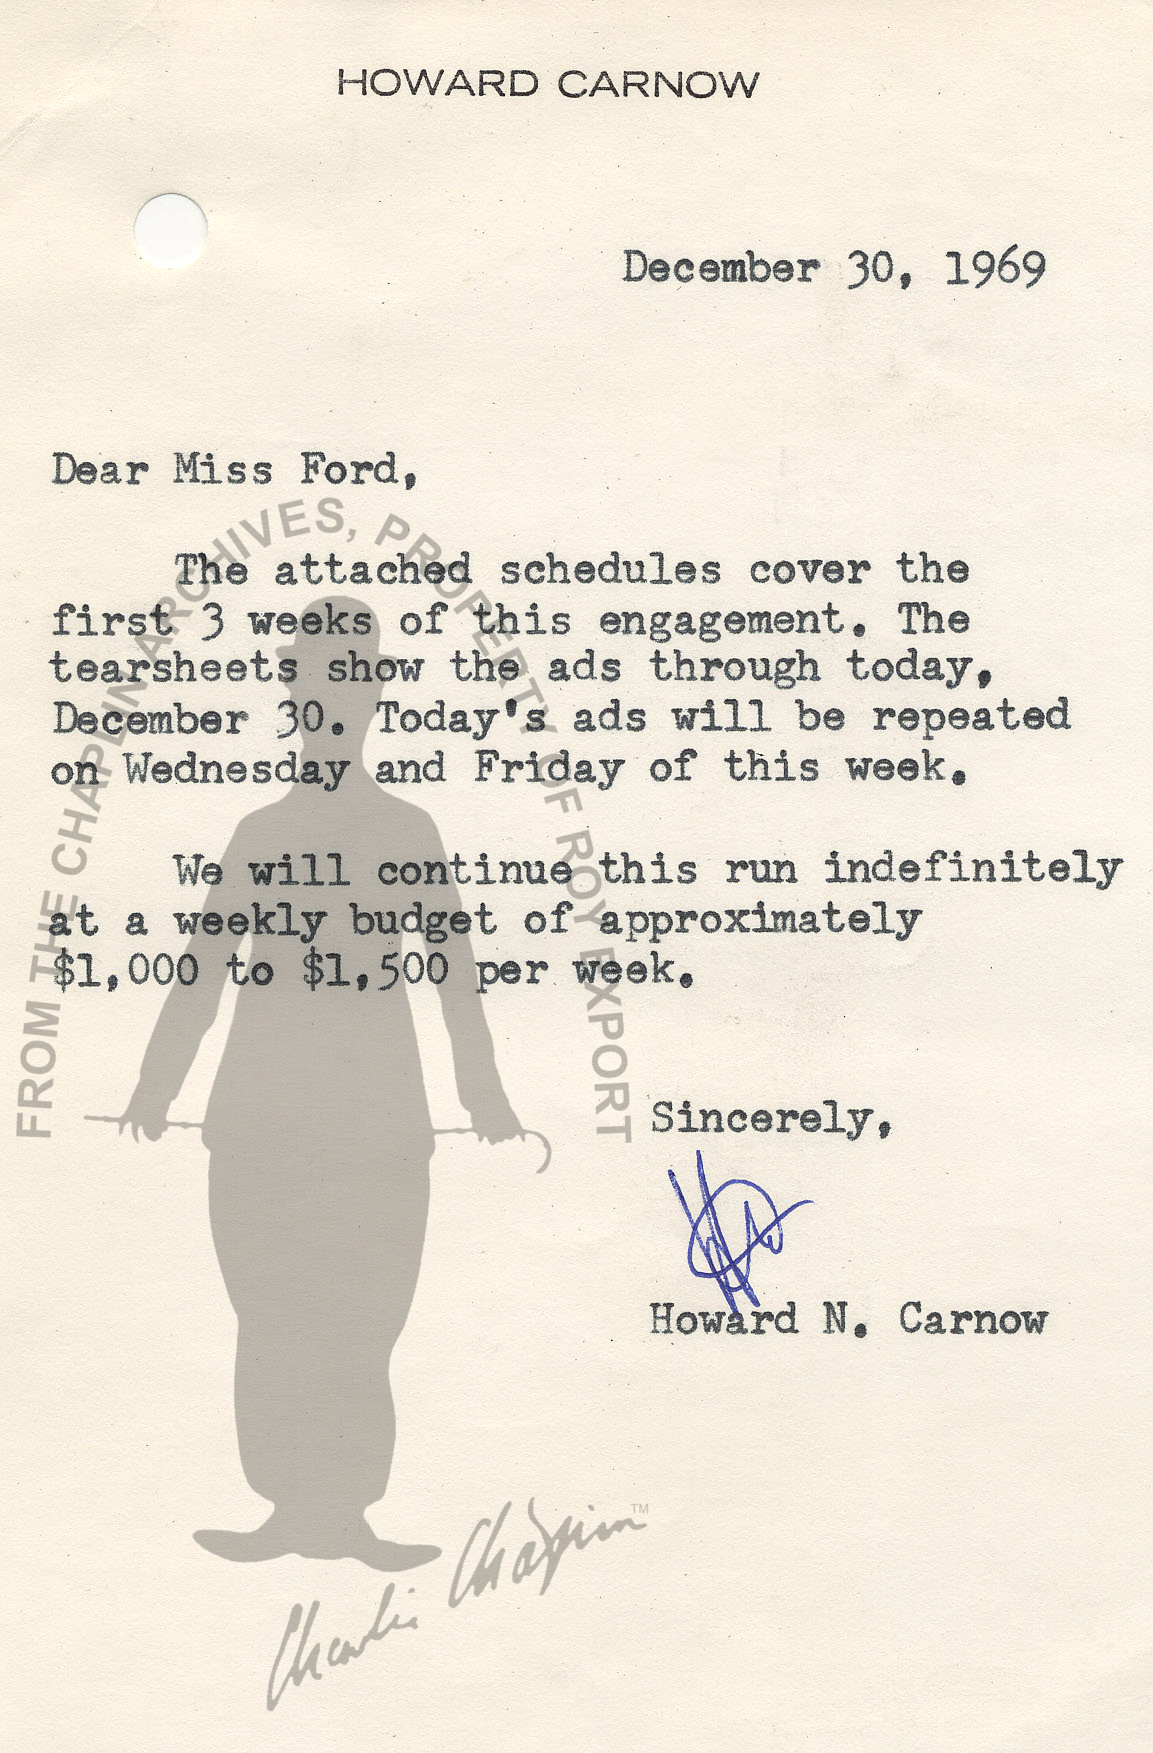 HOWARD CARNOW
December 30, 1969
Dear Miss Ford,
The attached schedules cover the
first 3 weeks of this engagement. The
tearsheets show the ads through today,
December 30. Today's ads will be repeated
on Wednesday and Friday of this week.
We will continue this run indefinitely
at a weekly budget of approximately
$1,000 to $1,500 per week.
Sincerely,
Howard N. Carnow
FROM THE CHAPLIN ARCHIVES, PROPERTY OF ROY EXPORT
Charlie Chaplin TM